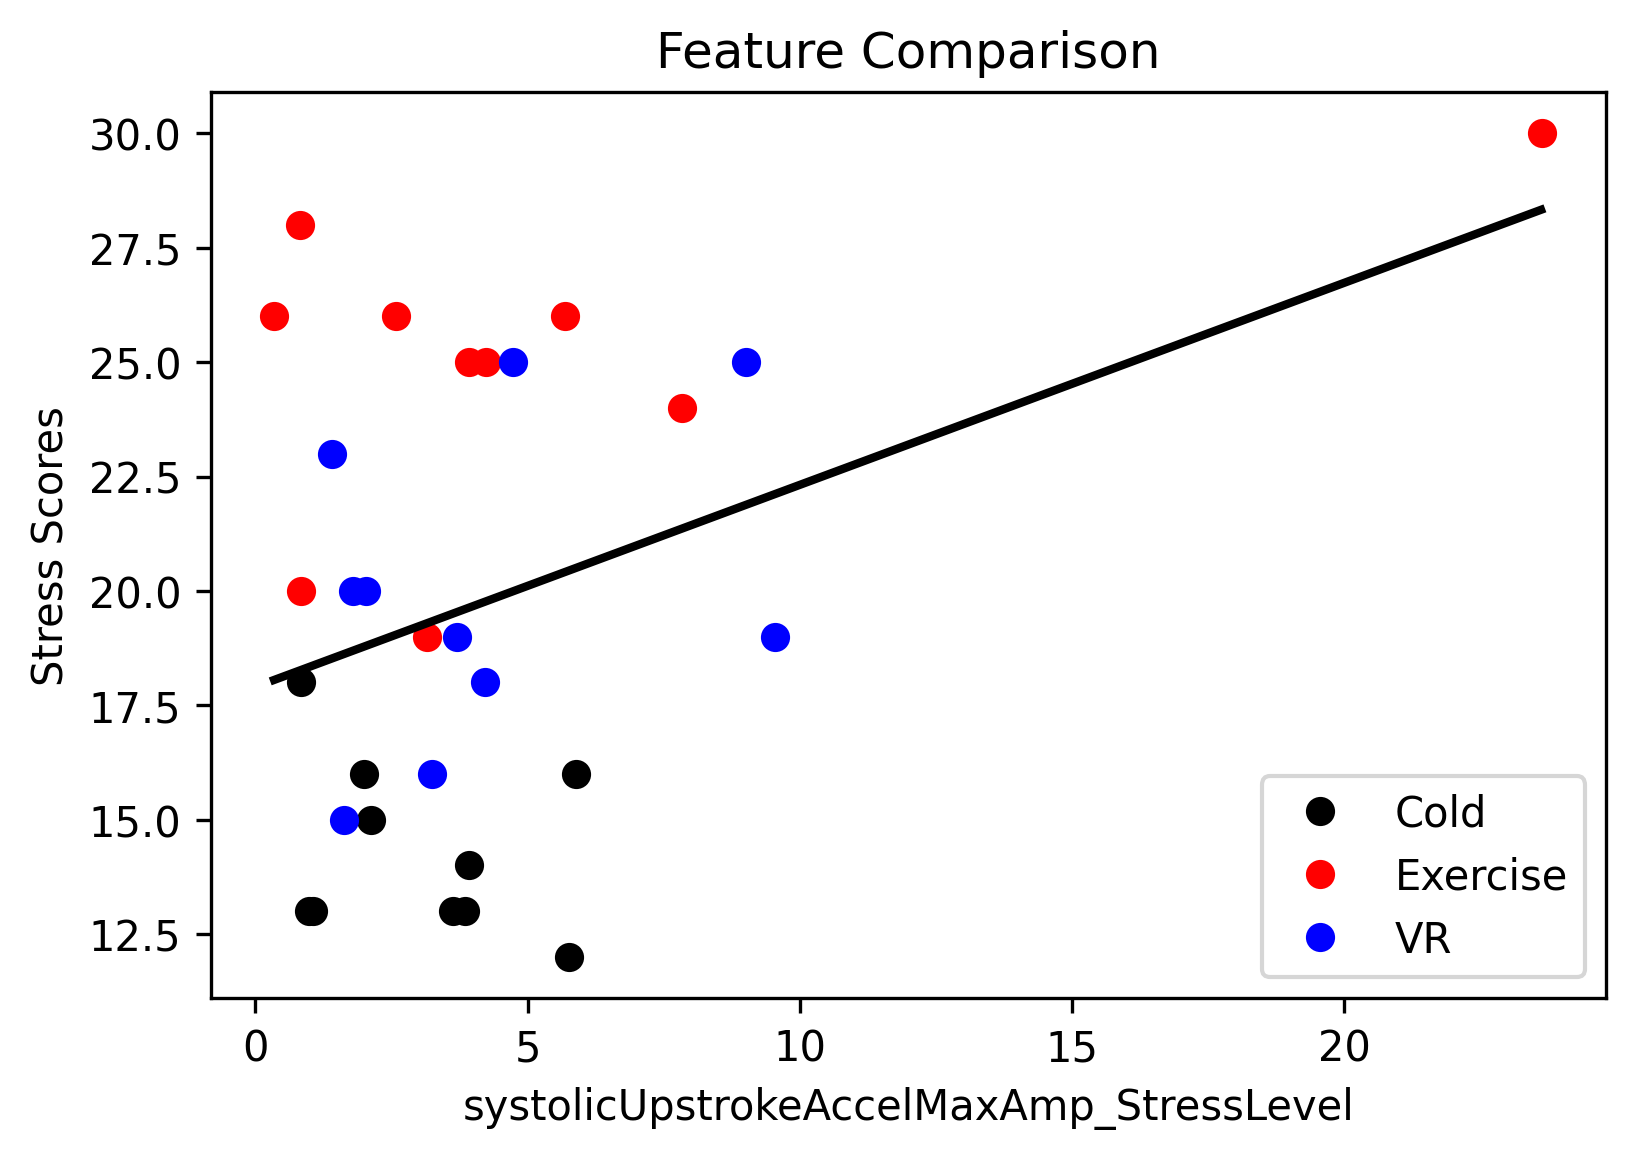 Feature Comparison
30.0
27.5
25.0
22.5
20.0
17.5
15.0
12.5
Stress Scores
Cold
Exercise
VR
0 5 10 15 20
systolicUpstrokeAccelMaxAmp_StressLevel